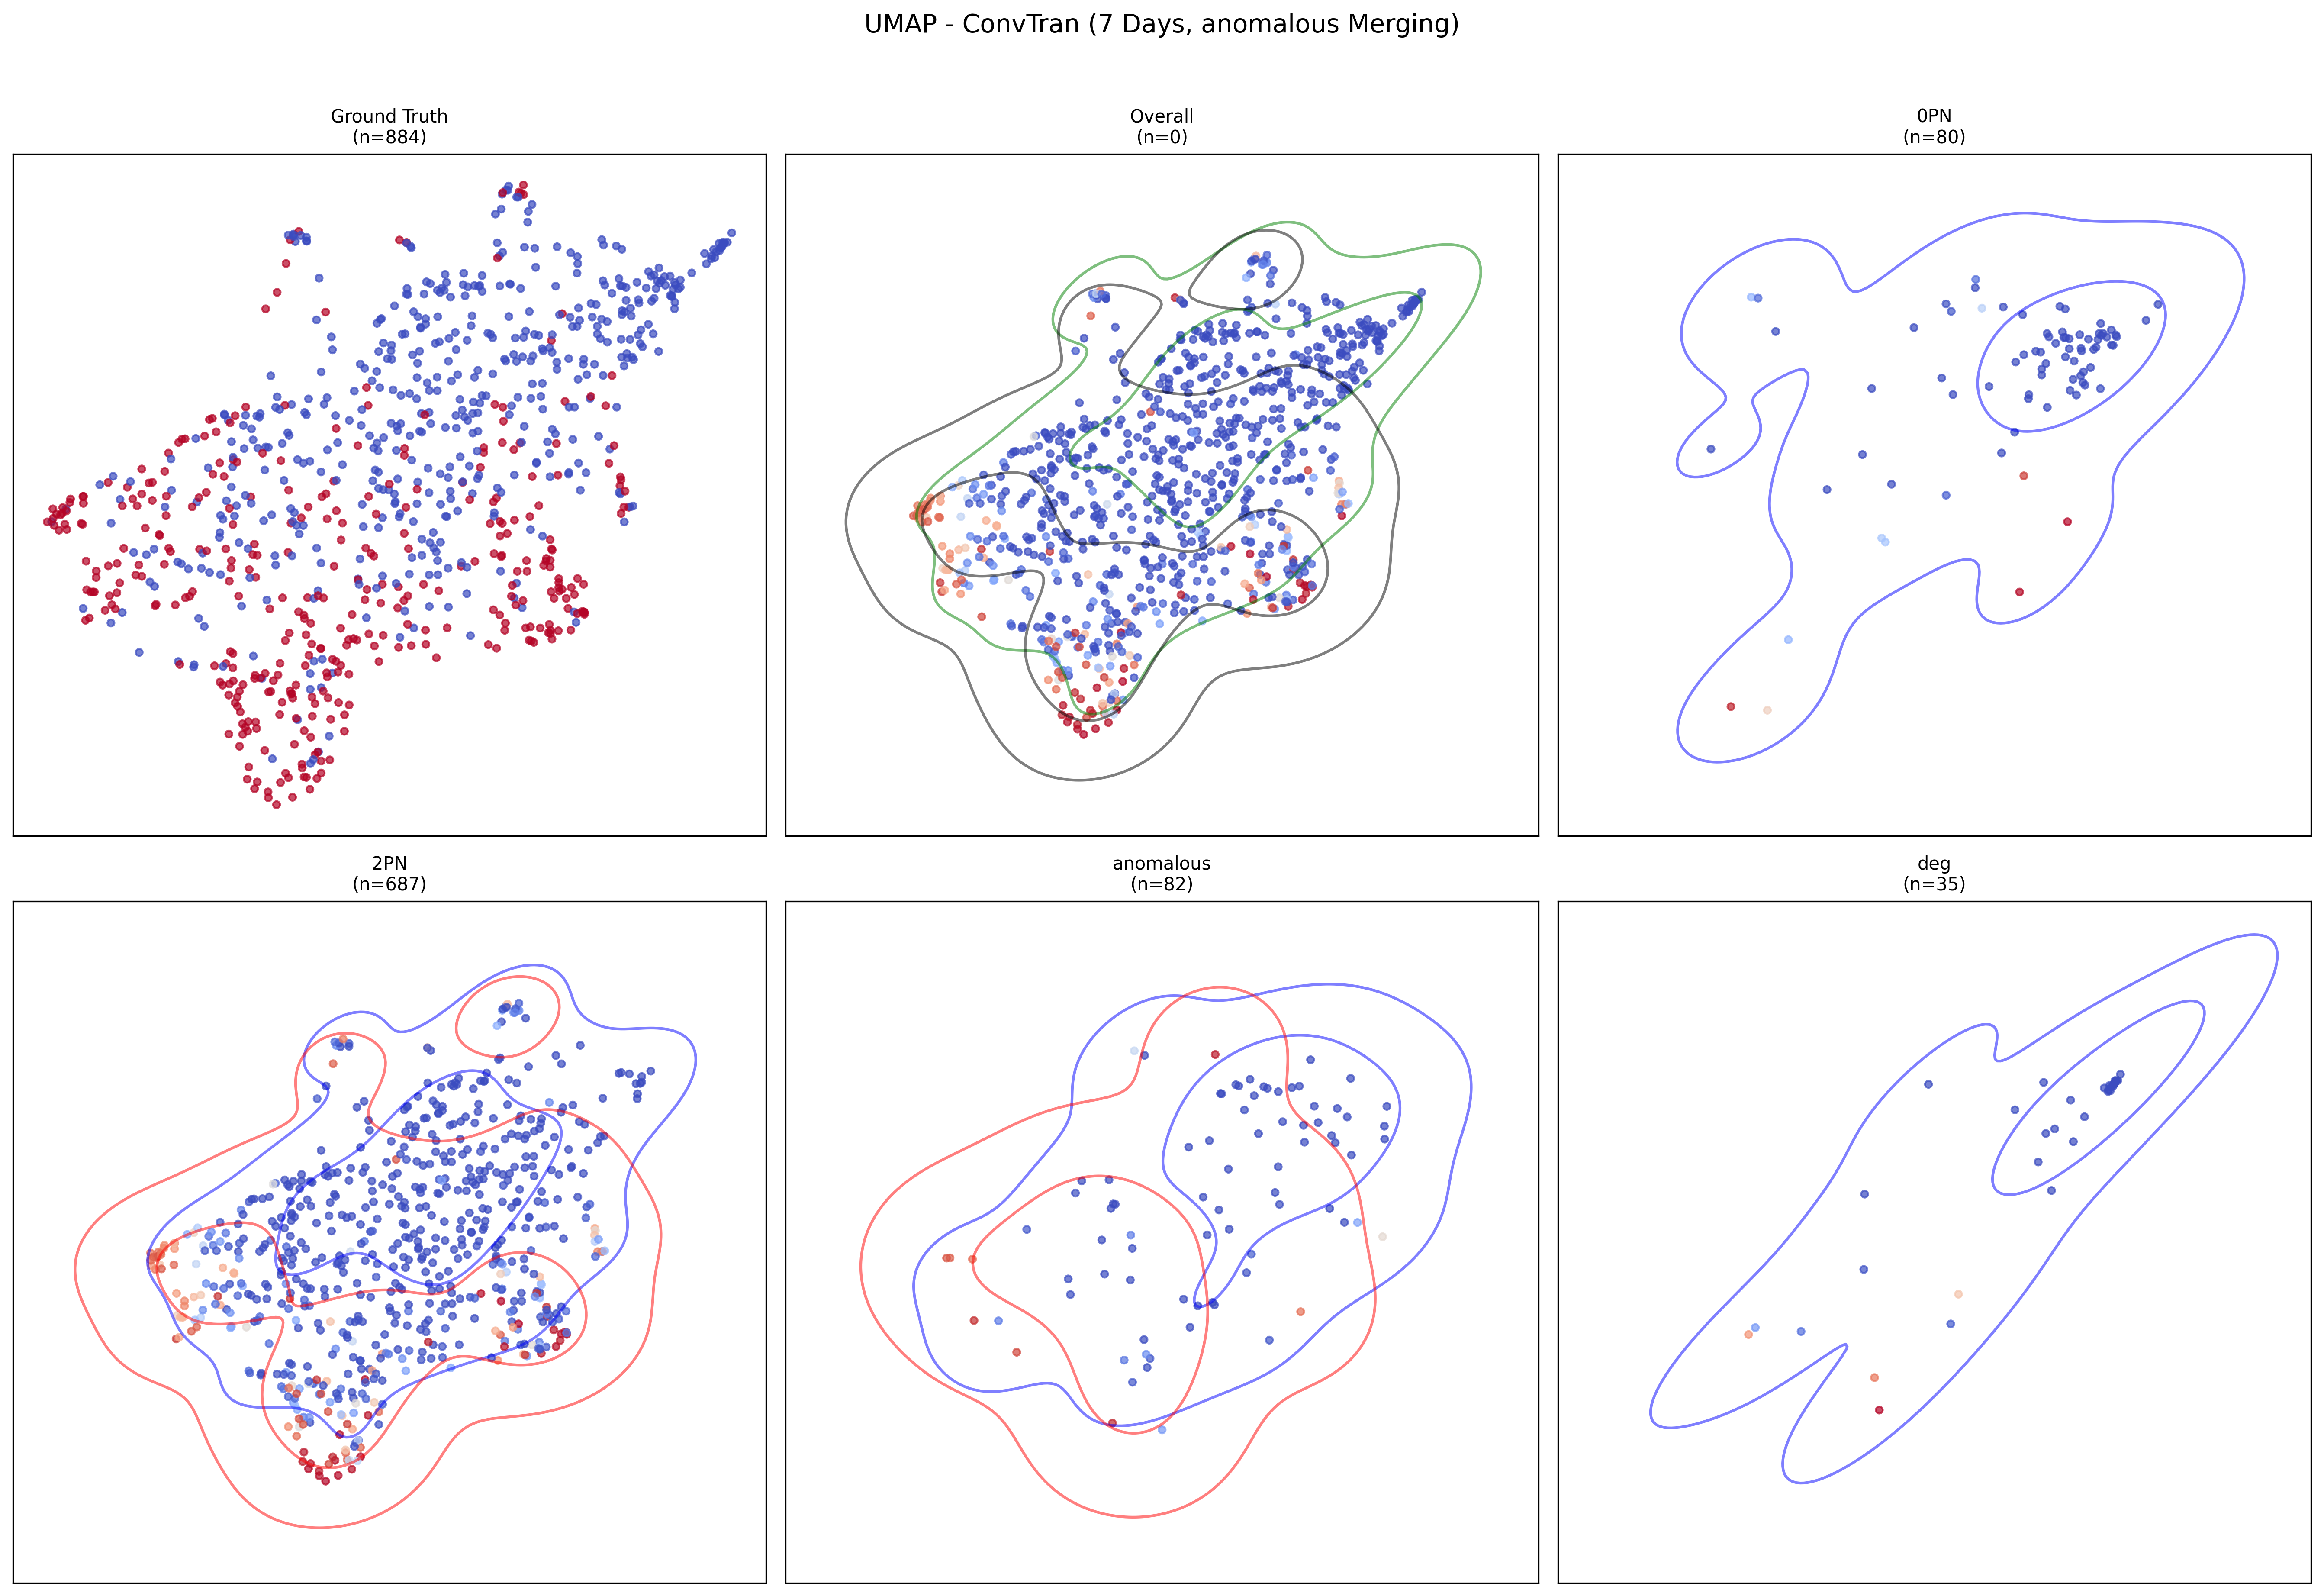 UMAP - ConvTran (7 Days, anomalous Merging)
Ground Truth
(n=884)
Overall
(n=0)
0PN
(n=80)
2PN
(n=687)
anomalous
(n=82)
deg
(n=35)